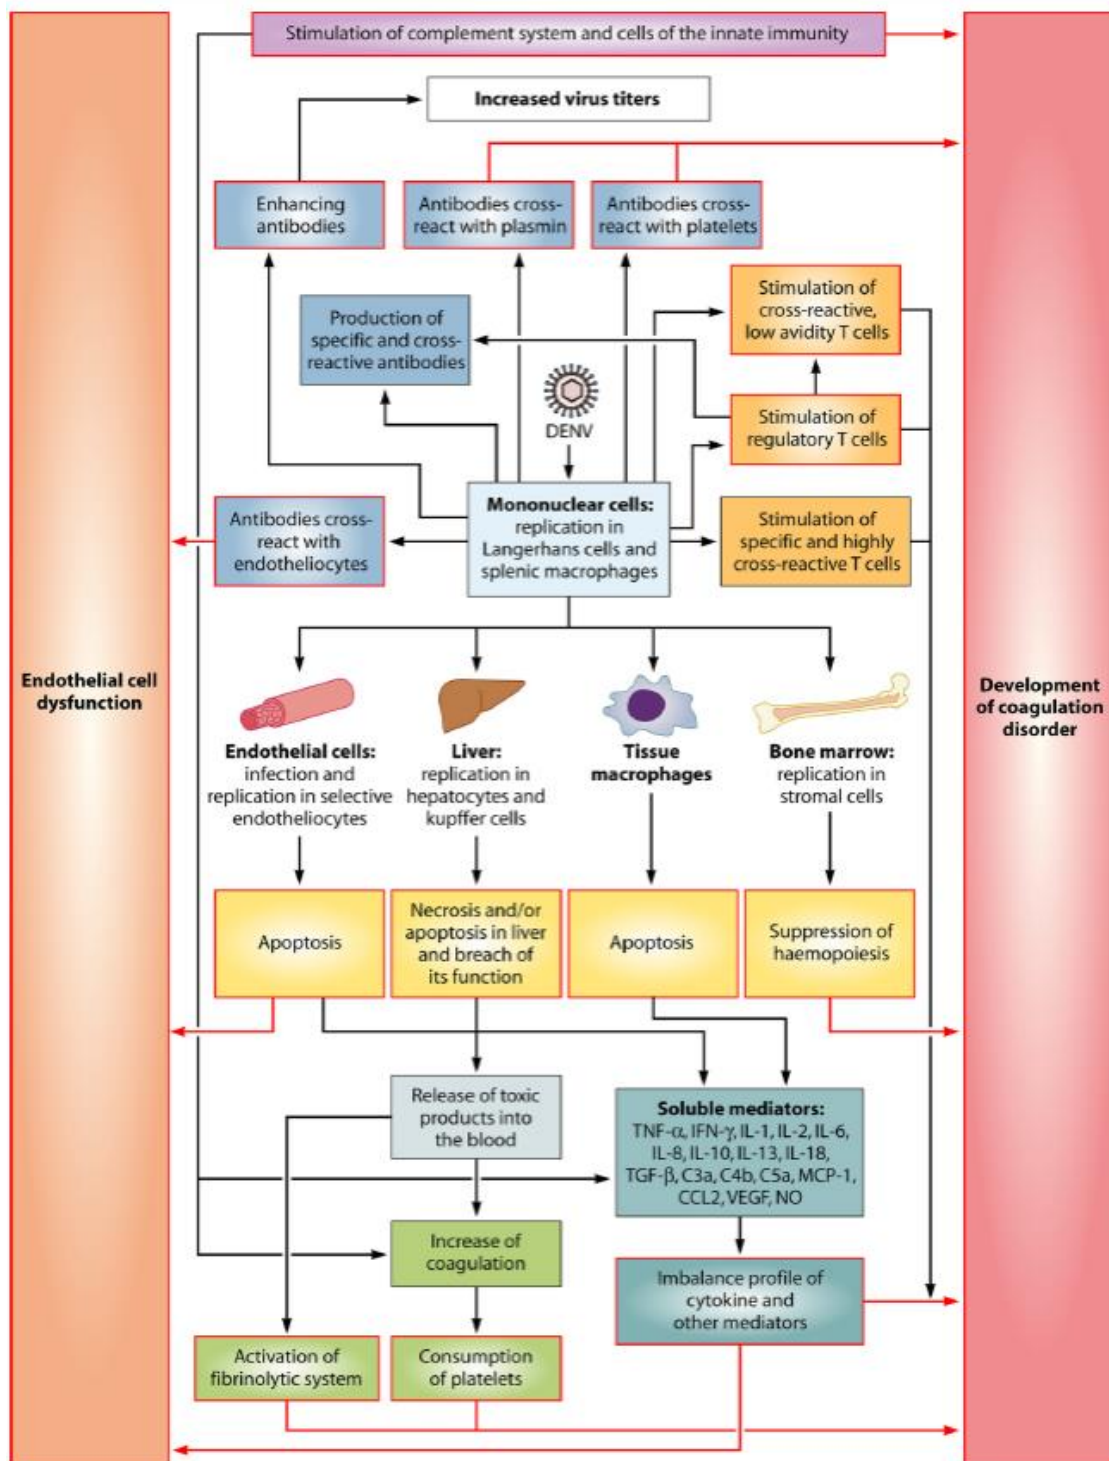 Stimulation of complement system and cells of the innate immunity
Increased virus titers
Enhancing
antibodies
Antibodies cross-
react with plasmin
Antibodies cross-
react with platelets
Stimulation of
cross-reactive,
low avidity T cells
Production of
specific and cross-
reactive antibodies
DENV
Stimulation of
regulatory T cells
Antibodies cross-
react with
endotheliocytes
Mononuclear cells:
replication in
Langerhans cells and
splenic macrophages
Stimulation of
specific and highly
cross-reactive T cells
Endothelial cell
dysfunction
Development
of coagulation
disorder
Endothelial cells:
infection and
replication in selective
endotheliocytes
Liver:
replication in
hepatocytes and
kupffer cells
Tissue
macrophages
Bone marrow:
replication in
stromal cells
Apoptosis
Necrosis and/or
apoptosis in liver
and breach of
its function
Apoptosis
Suppression of
haemopoiesis
Release of toxic
products into
the blood
Soluble mediators:
TNF-α, IFN-γ, IL-1, IL-2, IL-6,
IL-8, IL-10, IL-13, IL-18,
TGF-β, C3a, C4b, C5a, MCP-1,
CCL2, VEGF, NO
Increase of
coagulation
Imbalance profile of
cytokine and
other mediators
Activation of
fibrinolytic system
Consumption
of platelets